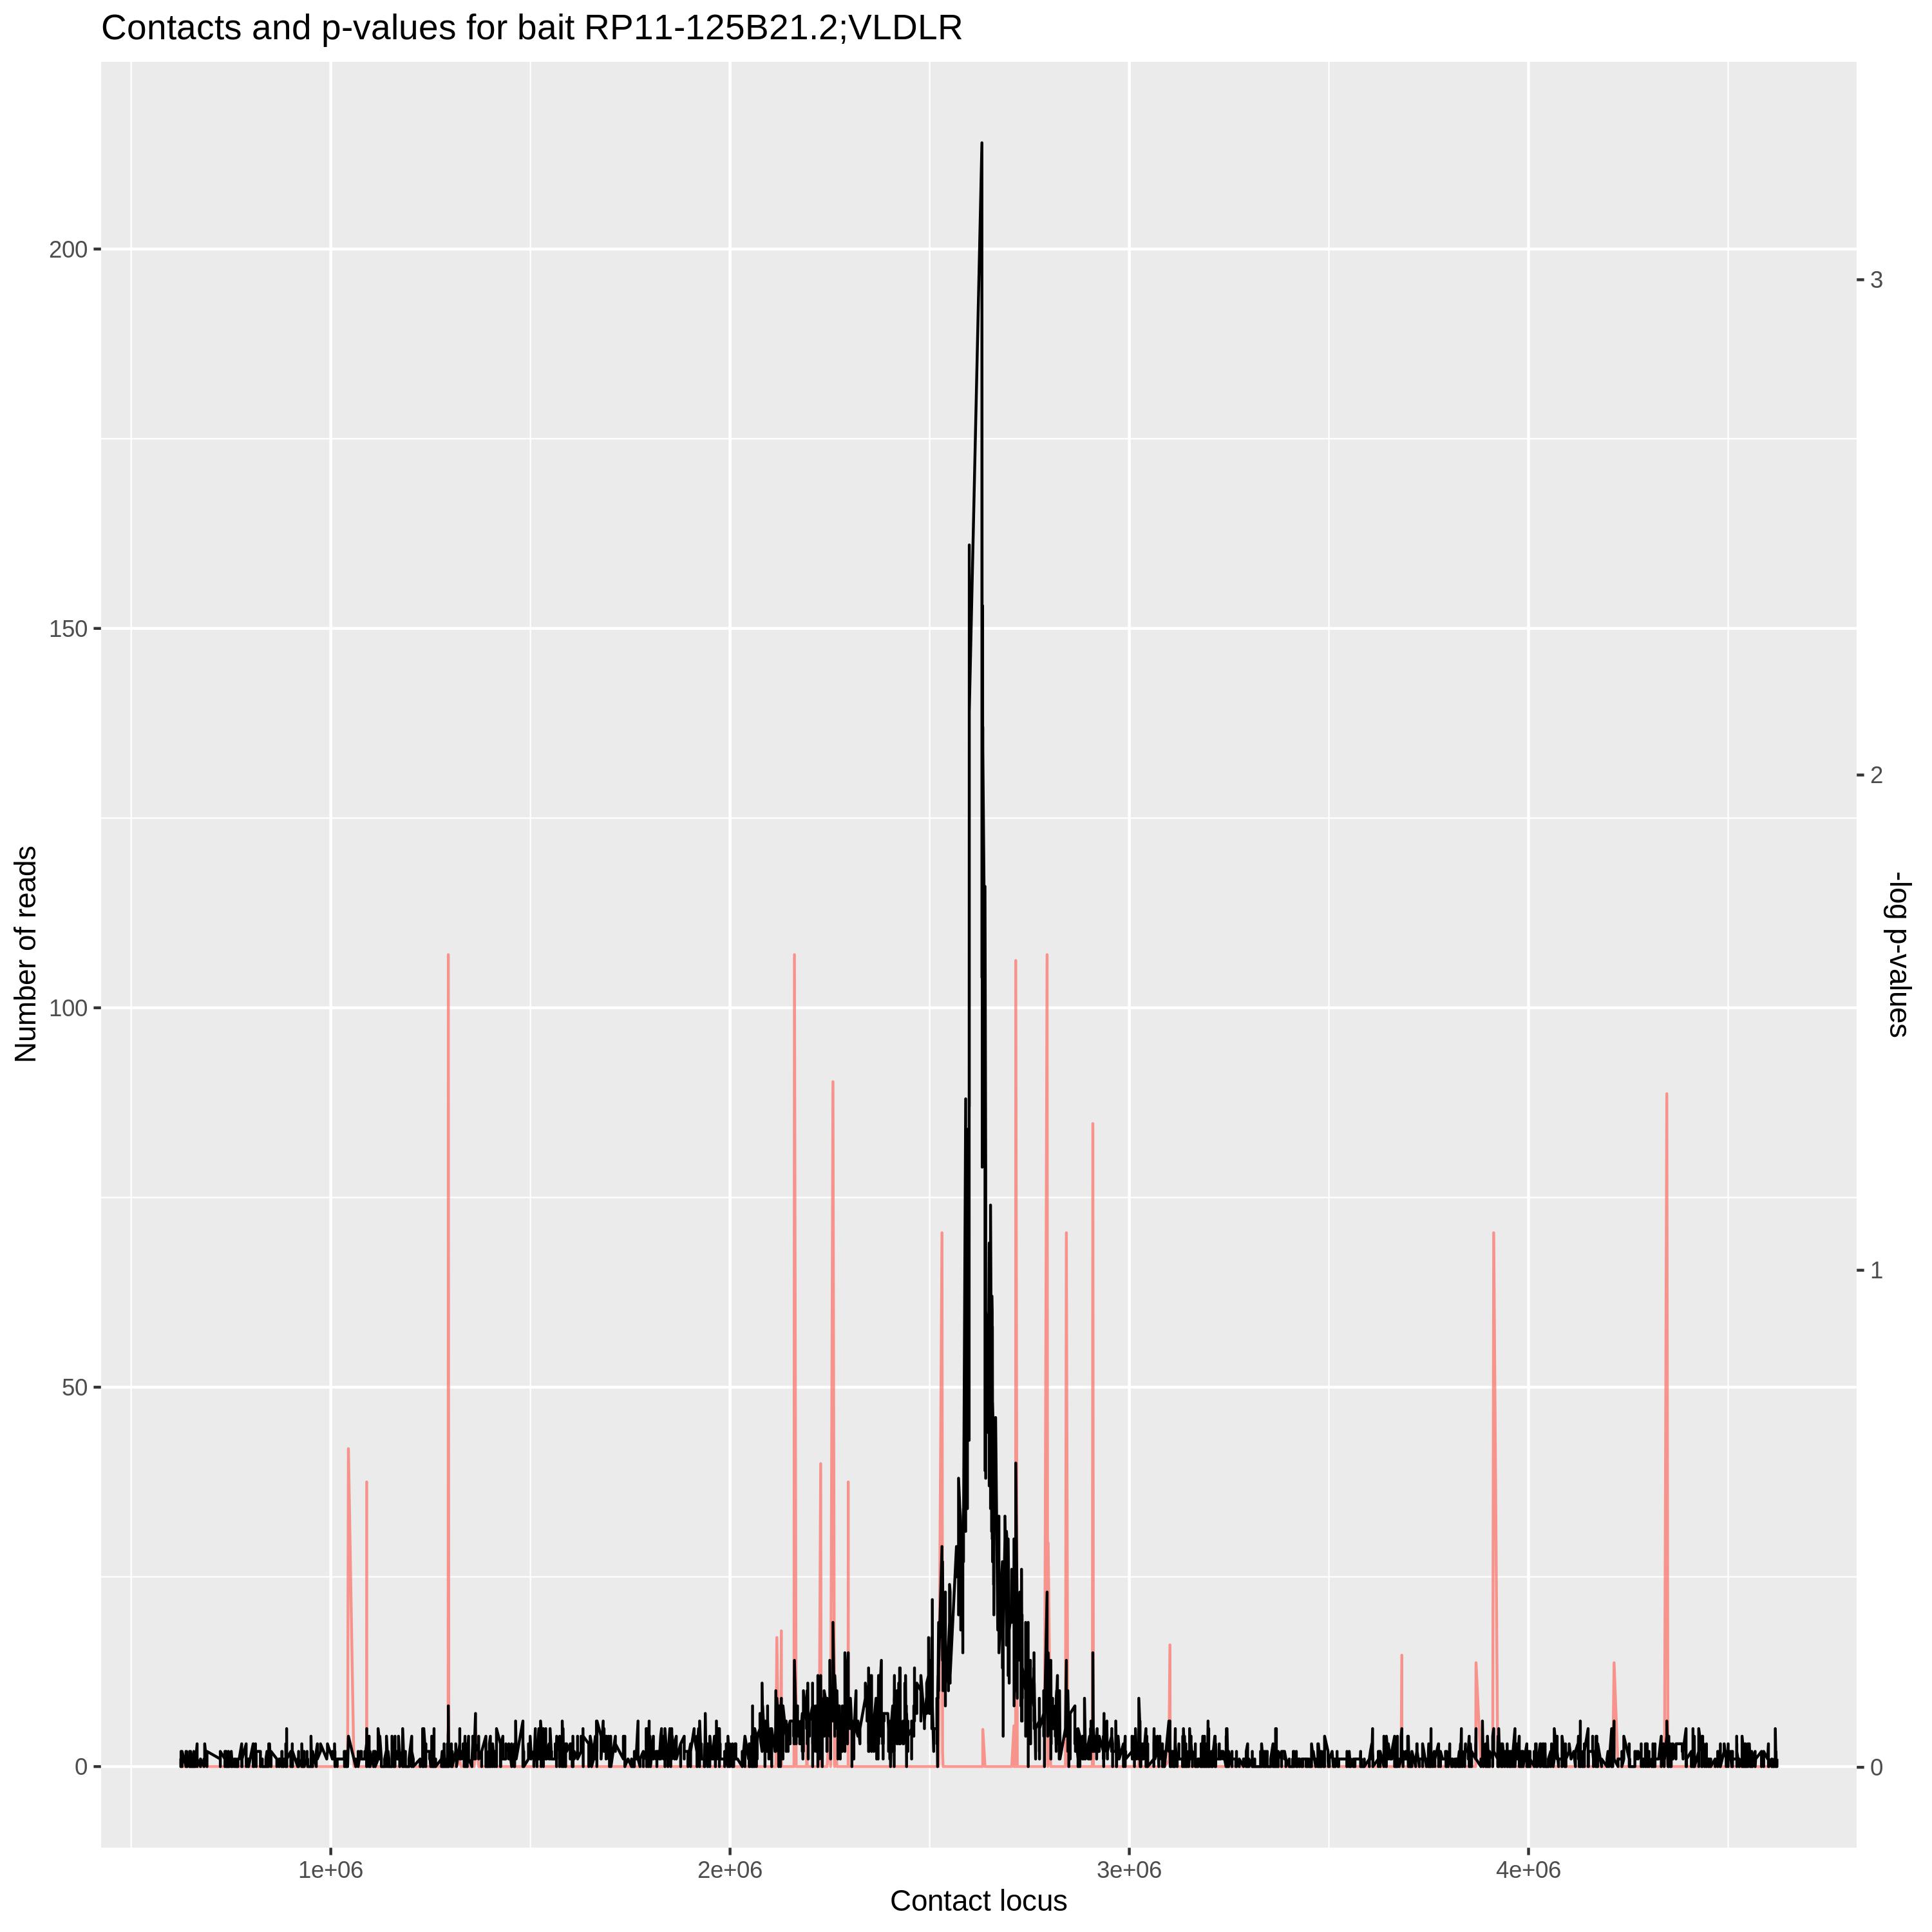 Contacts and p-values for bait RP11-125B21.2;VLDLR
200
150
100
50
0
Number of reads
3
2
1
0
-log p-values
1e+06
2e+06
3e+06
4e+06
Contact locus